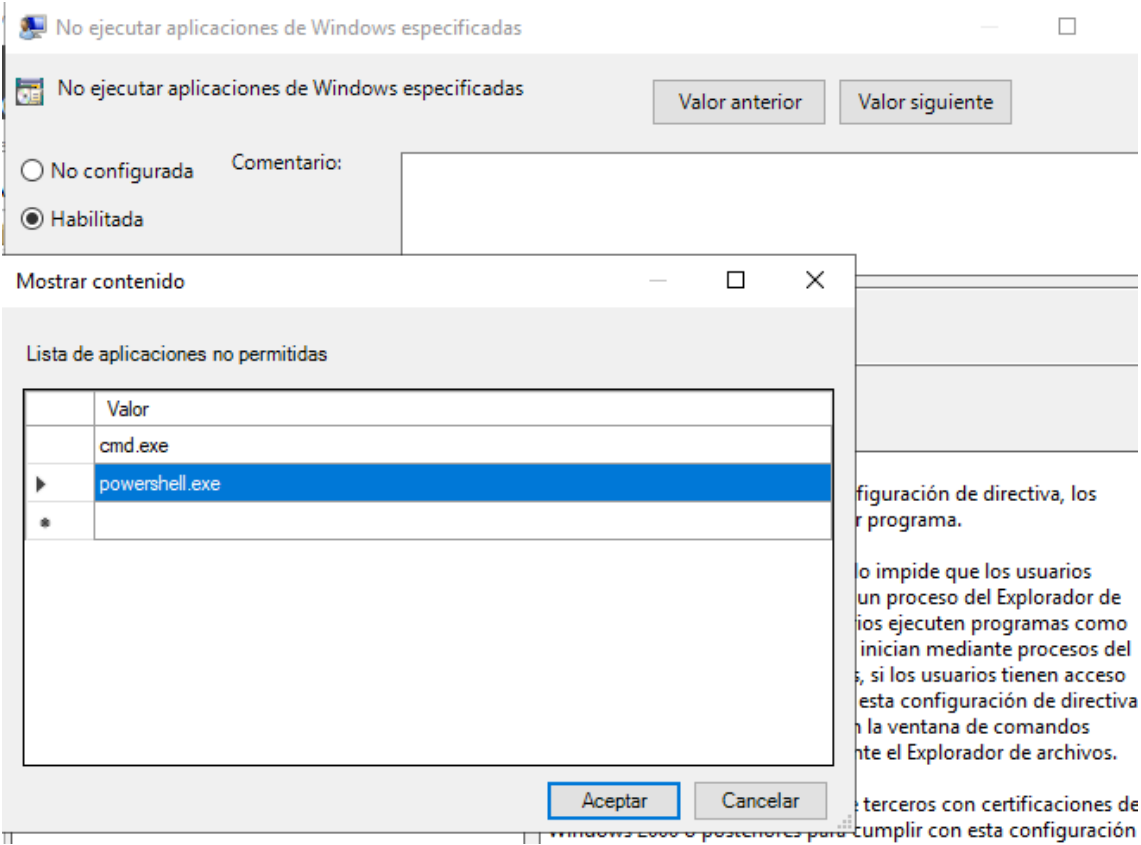 No ejecutar aplicaciones de Windows especificadas
No ejecutar aplicaciones de Windows especificadas
Valor anterior
Valor siguiente
No configurada
Comentario:
Habilitada
Mostrar contenido
Lista de aplicaciones no permitidas
Valor
cmd.exe
powershell.exe
figuración de directiva, los
r programa.
lo impide que los usuarios
un proceso del Explorador de
ios ejecuten programas como
inician mediante procesos del
s, si los usuarios tienen acceso
esta configuración de directiva
n la ventana de comandos
nte el Explorador de archivos.
Aceptar
Cancelar
terceros con certificaciones de
Windows 2000 o posteriores para cumplir con esta configuración